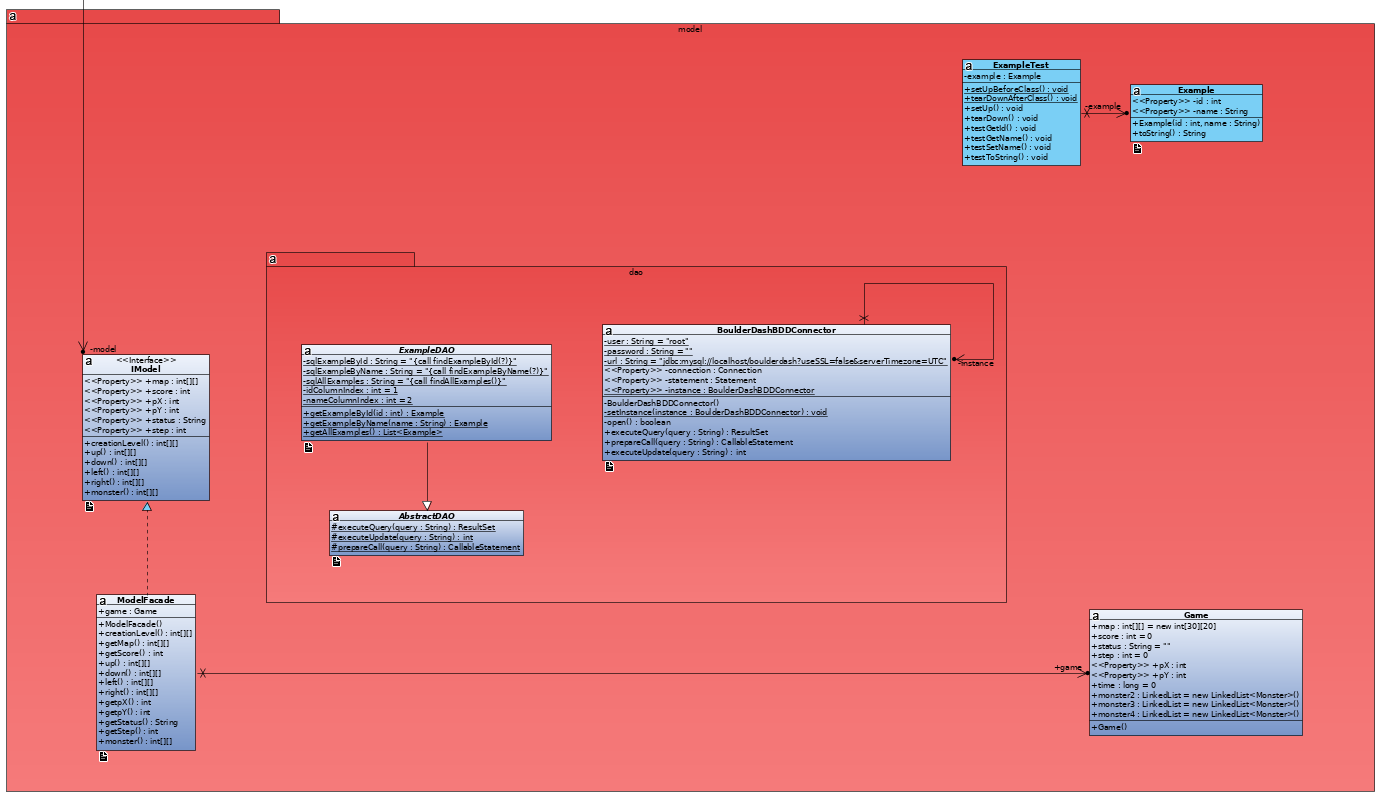 a
model
a
ExampleTest
-example : Example
+setUpBeforeClass() : void
+tearDownAfterClass() : void
+setUp() : void
+tearDown() : void
+testGetId() : void
+testGetName() : void
+testSetName() : void
+testToString() : void
-example
a
Example
<<Property>> -id : int
<<Property>> -name : String
+Example(id : int, name : String)
+toString() : String
a
dao
-model
a
<<Interface>>
IModel
<<Property>> +map : int[][]
<<Property>> +score : int
<<Property>> +pX : int
<<Property>> +pY : int
<<Property>> +status : String
<<Property>> +step : int
+creationLevel() : int[][]
+up() : int[][]
+down() : int[][]
+left() : int[][]
+right() : int[][]
+monster() : int[][]
a
ExampleDAO
-sqlExampleById : String = "{call findExampleById(?)}"
-sqlExampleByName : String = "{call findExampleByName(?)}"
-sqlAllExamples : String = "{call findAllExamples()}"
-idColumnIndex : int = 1
-nameColumnIndex : int = 2
+getExampleById(id : int) : Example
+getExampleByName(name : String) : Example
+getAllExamples() : List<Example>
a
BoulderDashBDDConnector
-user : String = "root"
-password : String = ""
-url : String = "jdbc:mysql://localhost/boulderdash?useSSL=false&serverTimezone=UTC"
<<Property>> -connection : Connection
<<Property>> -statement : Statement
<<Property>> -instance : BoulderDashBDDConnector
-BoulderDashBDDConnector()
-setInstance(instance : BoulderDashBDDConnector) : void
-open() : boolean
+executeQuery(query : String) : ResultSet
+prepareCall(query : String) : CallableStatement
+executeUpdate(query : String) : int
-instance
a
AbstractDAO
#executeQuery(query : String) : ResultSet
#executeUpdate(query : String) : int
#prepareCall(query : String) : CallableStatement
a
ModelFacade
+game : Game
+ModelFacade()
+creationLevel() : int[][]
+getMap() : int[][]
+getScore() : int
+up() : int[][]
+down() : int[][]
+left() : int[][]
+right() : int[][]
+getpX() : int
+getpY() : int
+getStatus() : String
+getStep() : int
+monster() : int[][]
+game
a
Game
+map : int[][] = new int[30][20]
+score : int = 0
+status : String = ""
+step : int = 0
<<Property>> +pX : int
<<Property>> +pY : int
+time : long = 0
+monster2 : LinkedList = new LinkedList<Monster>()
+monster3 : LinkedList = new LinkedList<Monster>()
+monster4 : LinkedList = new LinkedList<Monster>()
+Game()